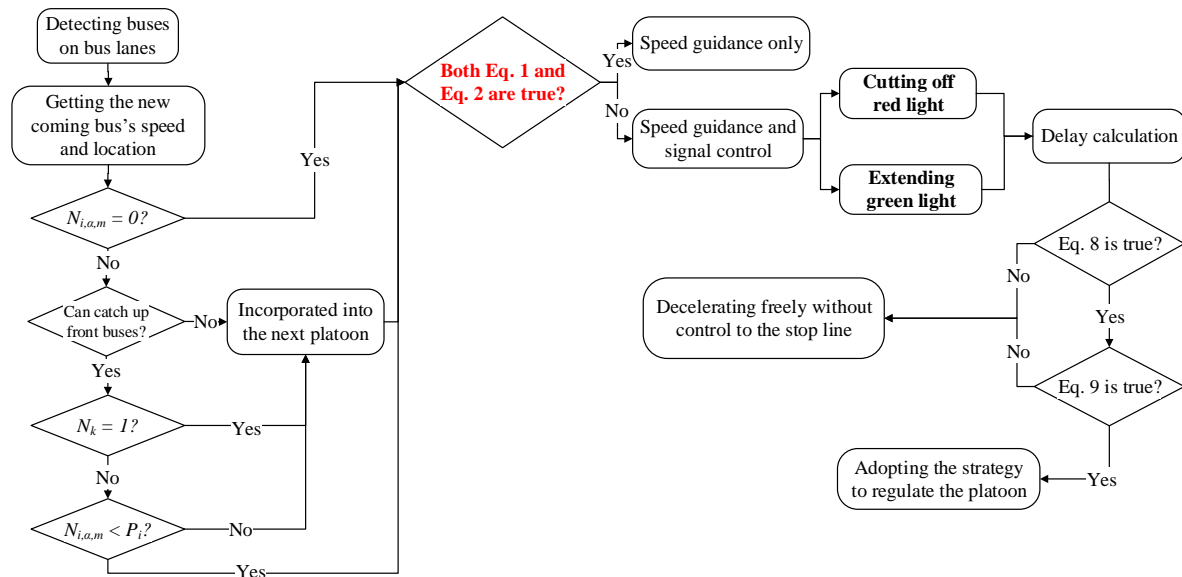 Detecting buses
on bus lanes
Getting the new
coming bus's speed
and location
N_{i,α,m} = 0?
Yes
No
Can catch up
front buses?
No
Incorporated into
the next platoon
Yes
N_k = 1?
Yes
No
N_{i,α,m} < P_i?
No
Yes
Both Eq. 1 and
Eq. 2 are true?
Yes
No
Speed guidance only
Speed guidance and
signal control
Cutting off
red light
Extending
green light
Delay calculation
Eq. 8 is true?
No
Yes
Decelerating freely without
control to the stop line
No
Eq. 9 is true?
Yes
Adopting the strategy
to regulate the platoon